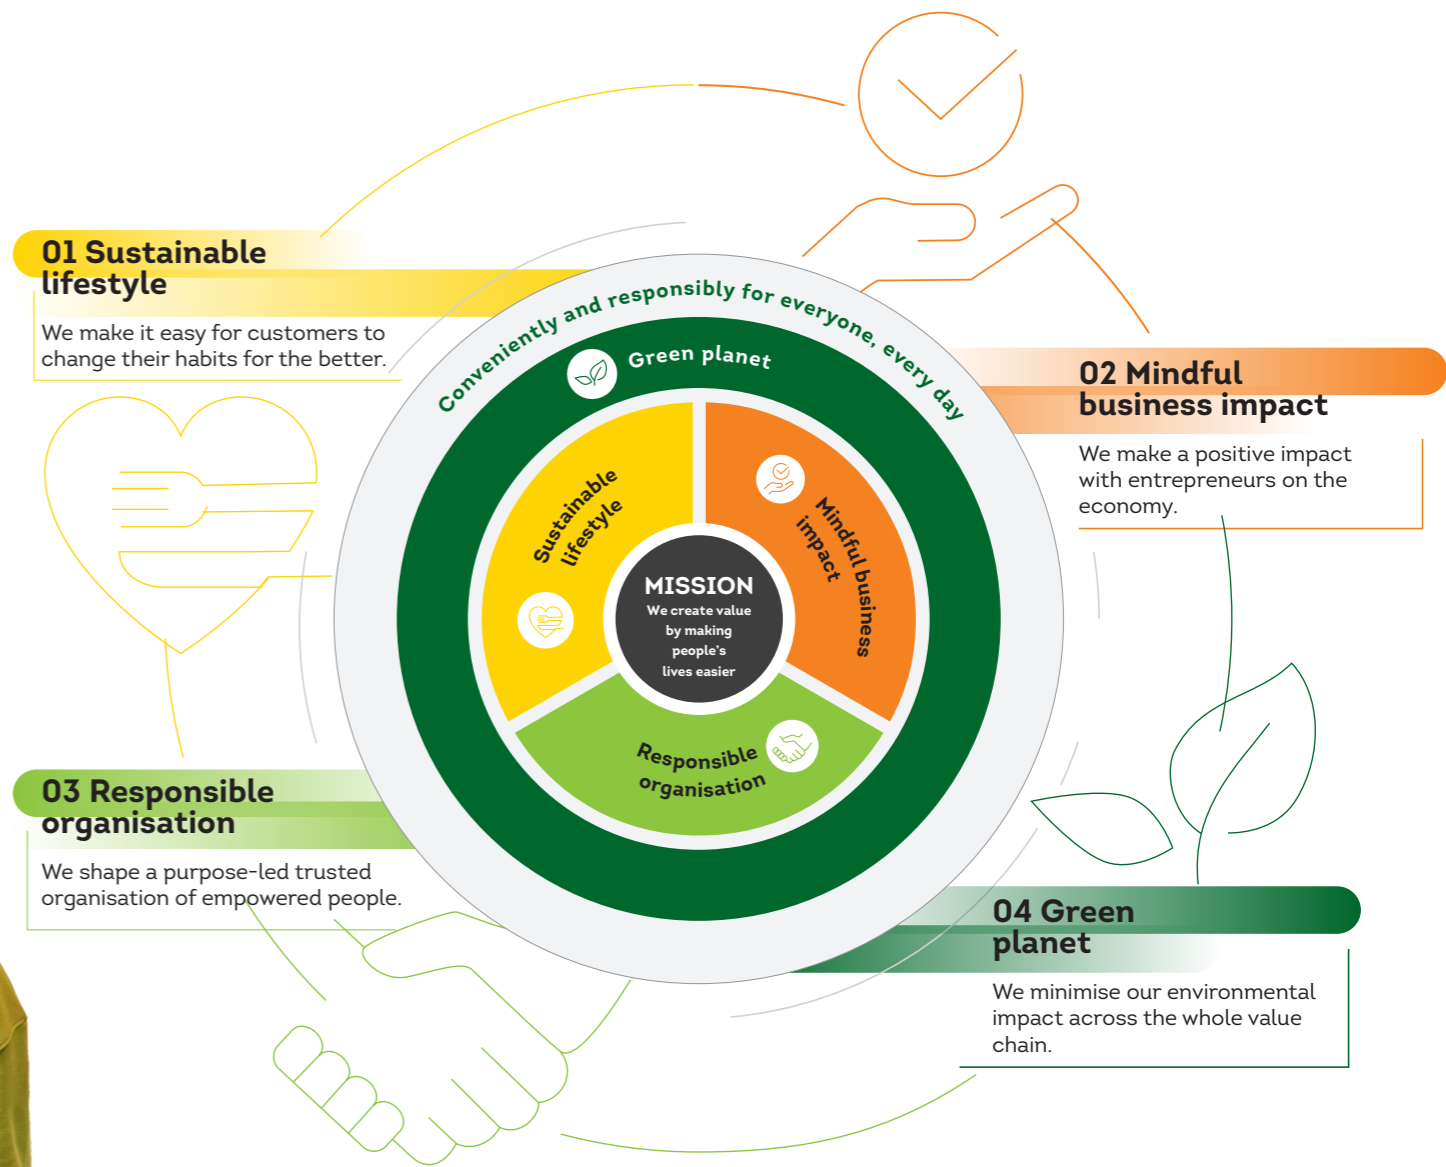 01 Sustainable
lifestyle
We make it easy for customers to
change their habits for the better.
02 Mindful
business impact
We make a positive impact
with entrepreneurs on the
economy.
Conveniently and responsibly for everyone, every day
Green planet
Sustainable
lifestyle
Mindful business
impact
MISSION
We create value
by making
people's
lives easier
Responsible
organisation
03 Responsible
organisation
We shape a purpose-led trusted
organisation of empowered people.
04 Green
planet
We minimise our environmental
impact across the whole value
chain.